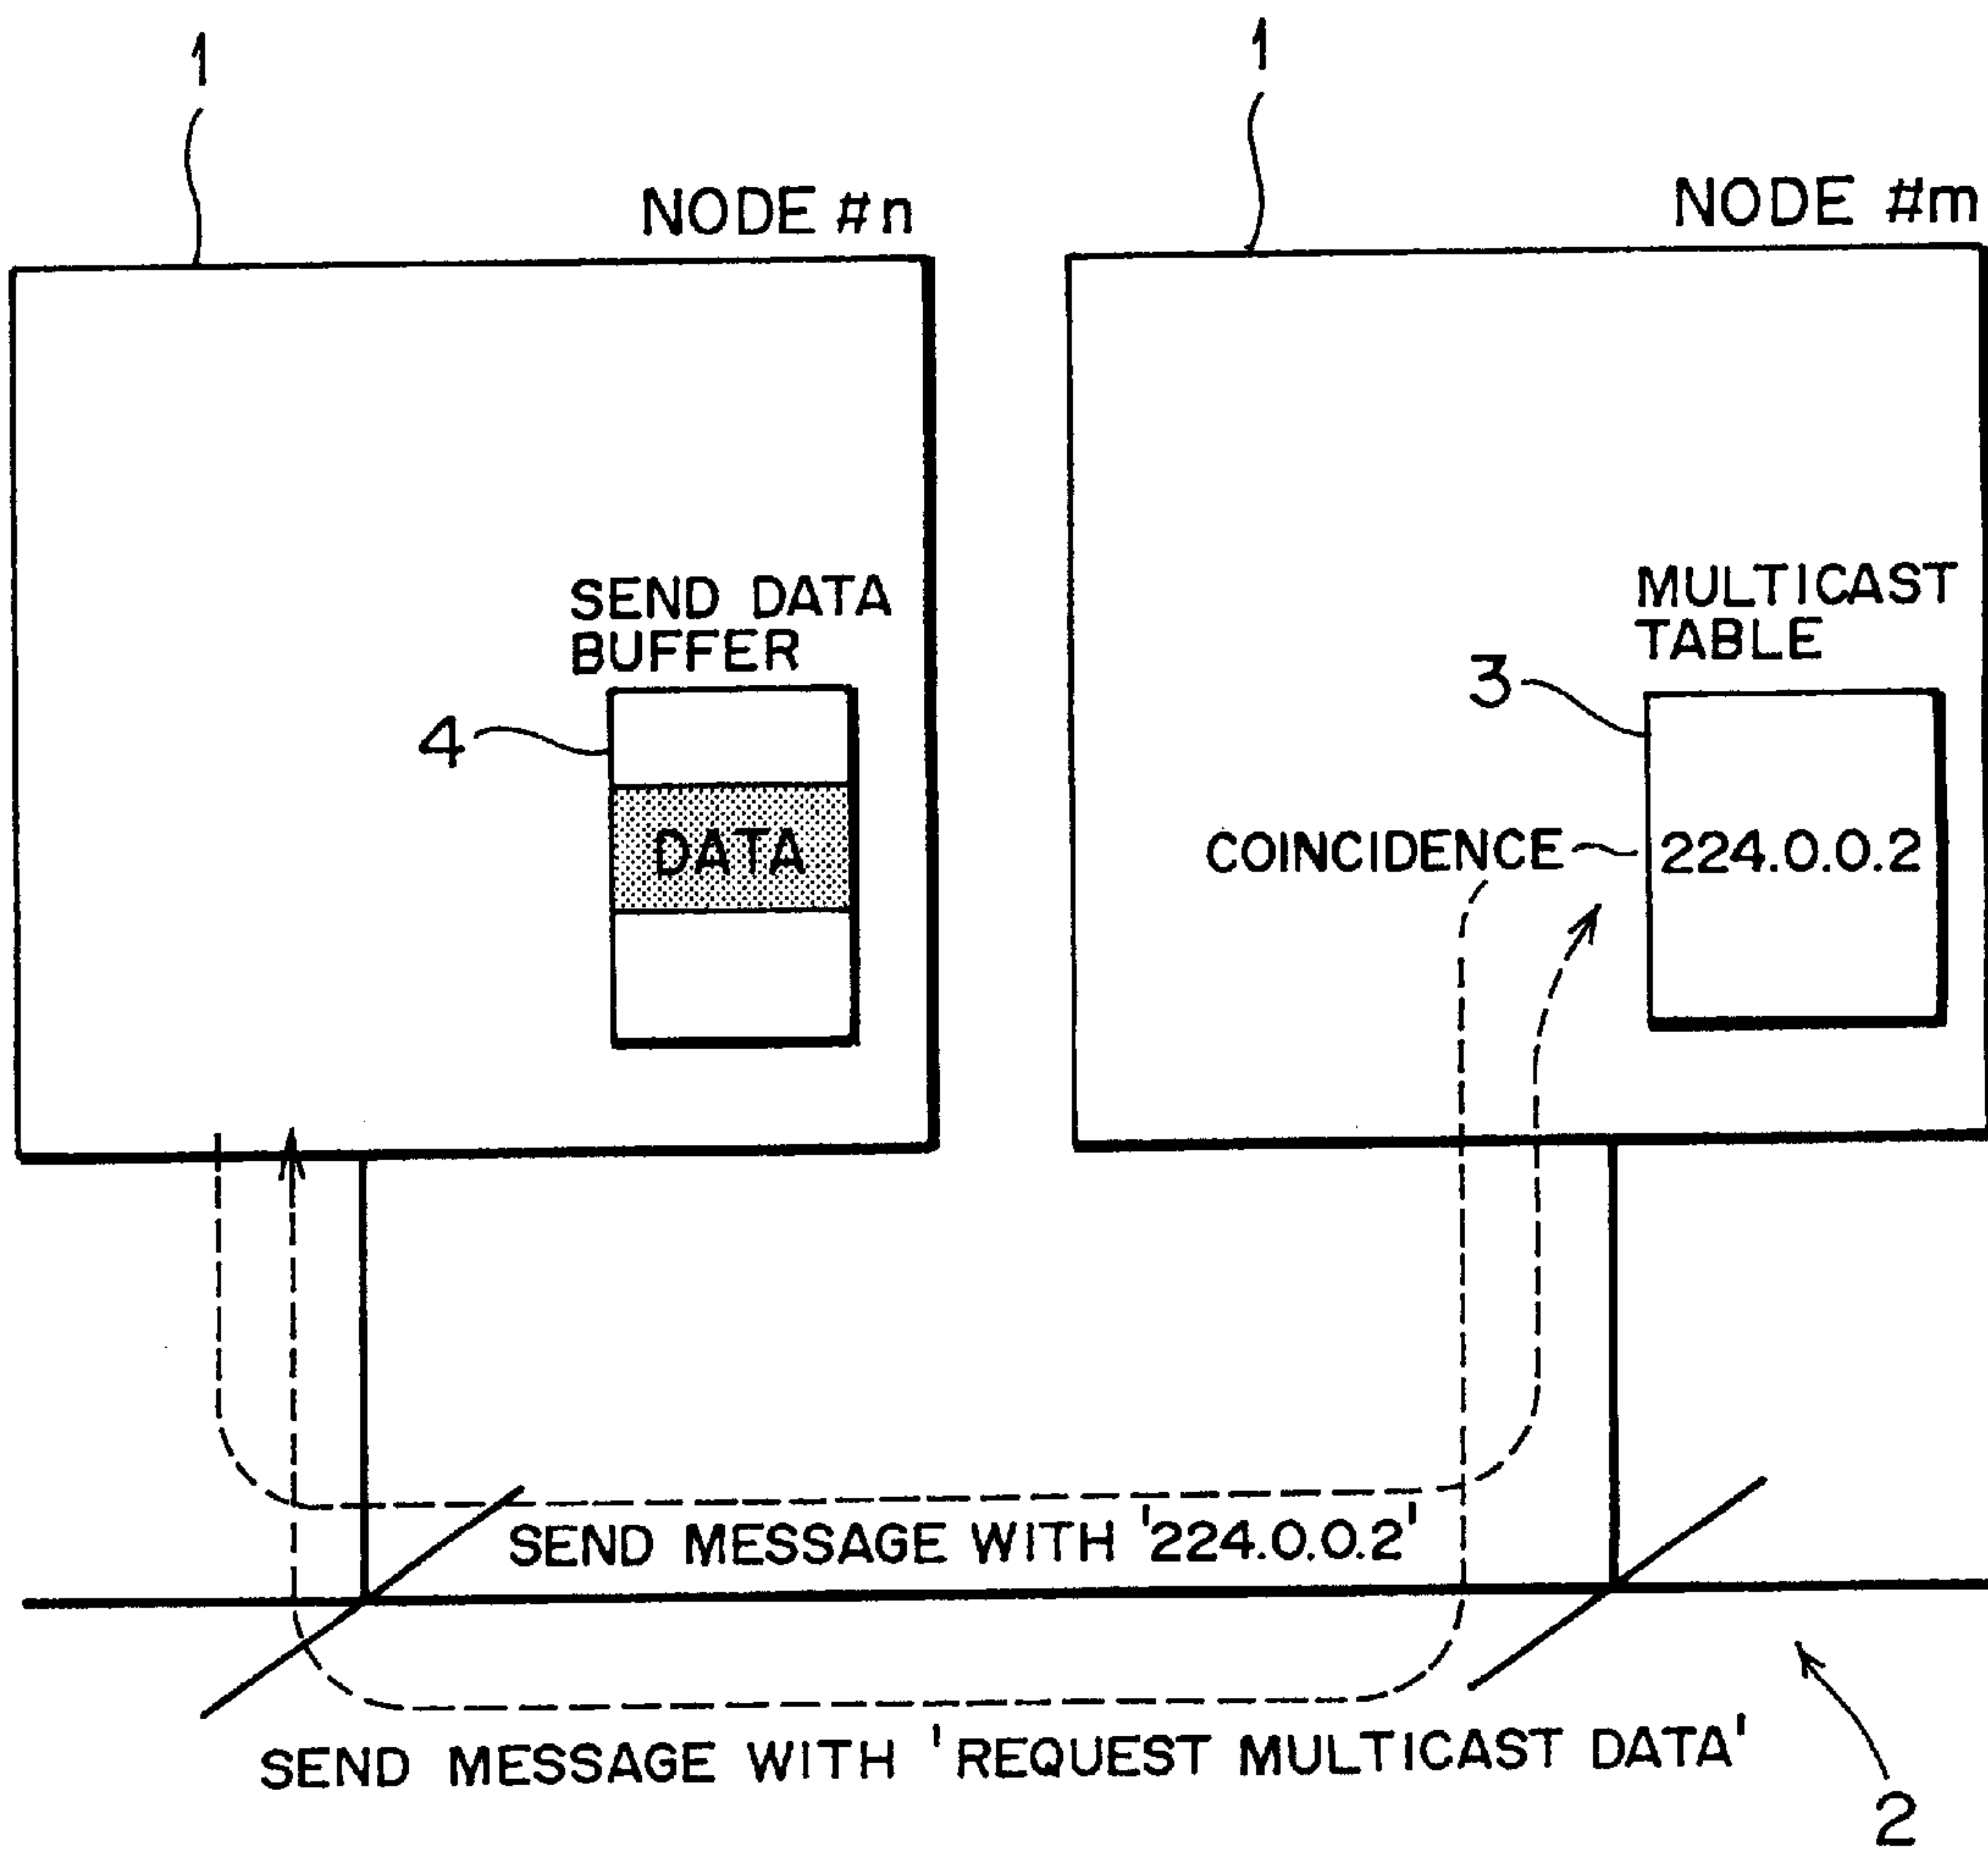 1
1
NODE #n
NODE #m
SEND DATA
BUFFER
4
DATA
MULTICAST
TABLE
3
COINCIDENCE
224.0.0.2
SEND MESSAGE WITH '224.0.0.2'
SEND MESSAGE WITH 'REQUEST MULTICAST DATA'
2